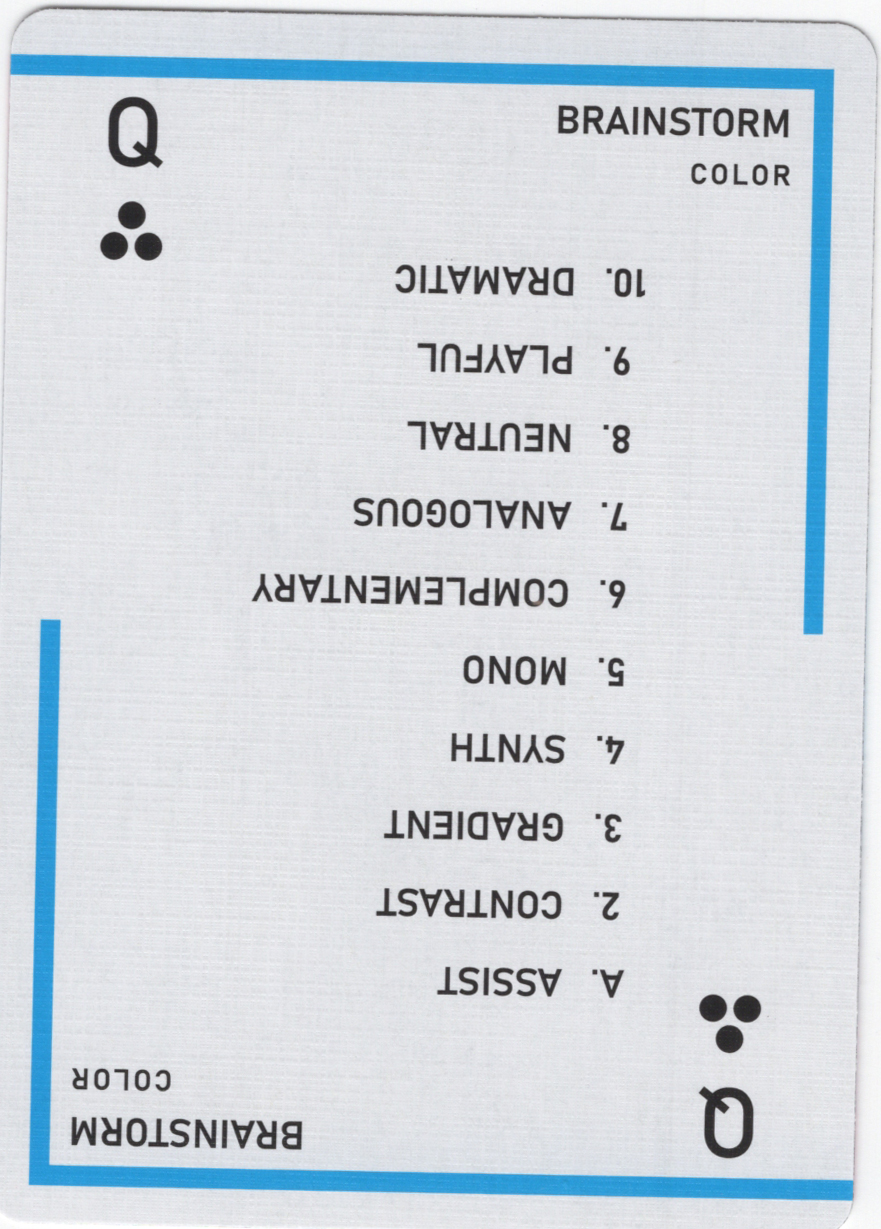 Q
BRAINSTORM
COLOR
A. ASSIST
2. CONTRAST
3. GRADIENT
4. SYNTH
5. MONO
6. COMPLEMENTARY
7. ANALOGOUS
8. NEUTRAL
9. PLAYFUL
10. DRAMATIC
Q
BRAINSTORM
COLOR